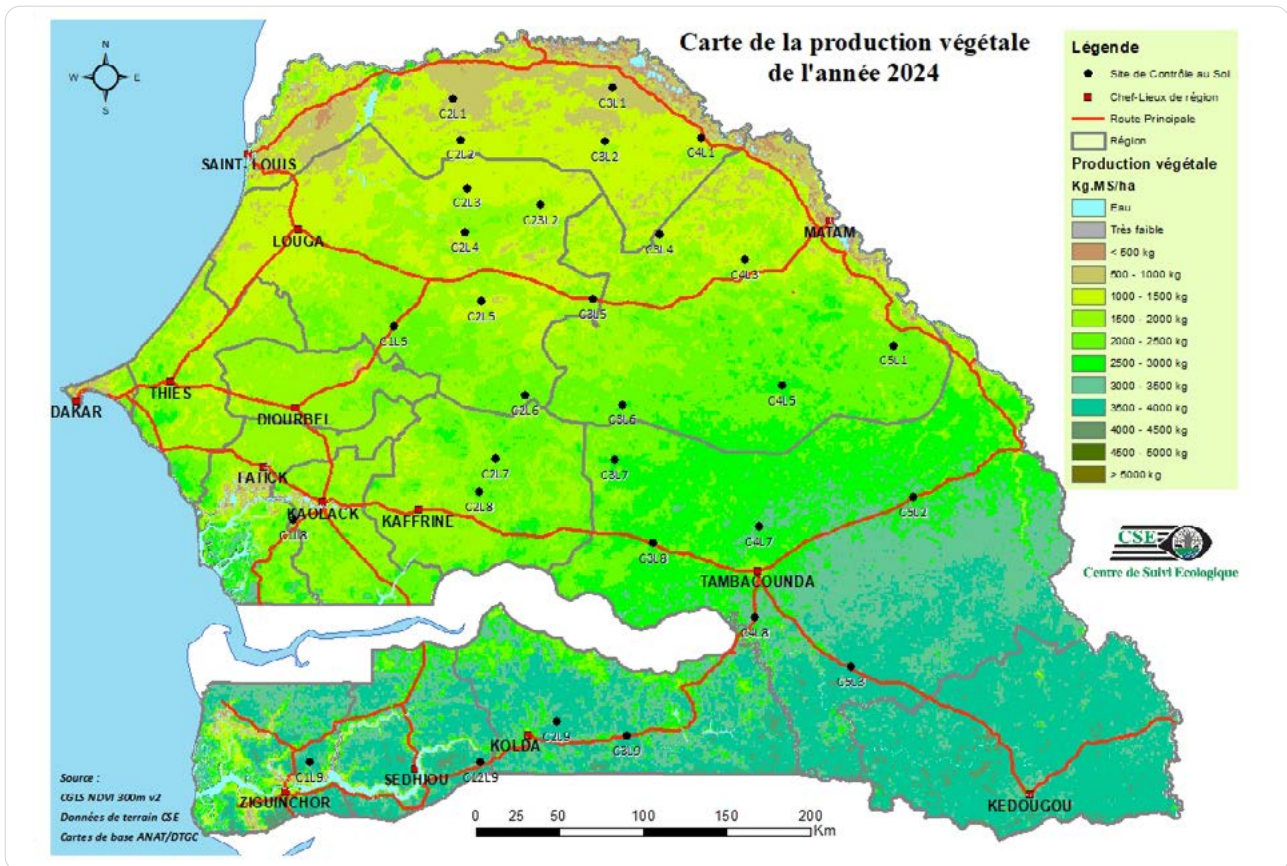 Carte de la production végétale
de l'année 2024
N
W
E
S
Légende
Site de Contrôle au Sol
Chef-Lieux de région
Route Principale
Région
Production végétale
Kg.MS/ha
Eau
Très faible
< 500 kg
500 - 1000 kg
1000 - 1500 kg
1500 - 2000 kg
2000 - 2500 kg
2500 - 3000 kg
3000 - 3500 kg
3500 - 4000 kg
4000 - 4500 kg
4500 - 5000 kg
> 5000 kg
CSE
Centre de Suivi Ecologique
C2L1
C3L1
C2L2
C3L2
C4L1
SAINT-LOUIS
C2L3
C23L2
LOUGA
C2L4
C3L4
MATAM
C4L3
C2L5
C3L5
C1L5
C5L1
THIES
DAKAR
DIOURBEL
C2L6
C3L6
C4L5
FATICK
C2L7
C3L7
C2L8
KAOLACK
KAFFRINE
C1L8
C5L2
C4L7
C3L8
TAMBACOUNDA
C4L8
C5L3
C2L9
KOLDA
C3L9
C1L9
SEDHIOU
C12L9
ZIGUINCHOR
KEDOUGOU
0 50 100 200
Km
Source :
CGLS NDVI 300m v2
Données de terrain CSE
Cartes de base ANAT/DTGC